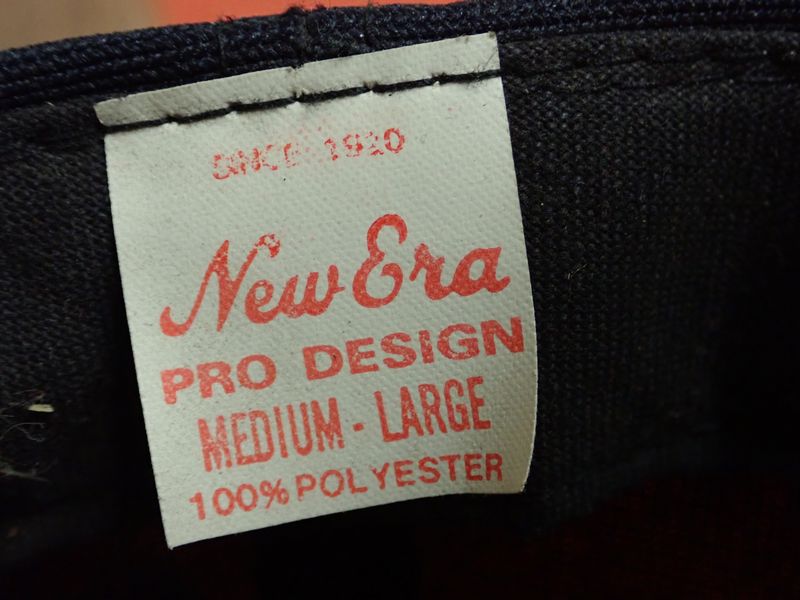 SINCE 1920
New Era
PRO DESIGN
MEDIUM - LARGE
100% POLYESTER